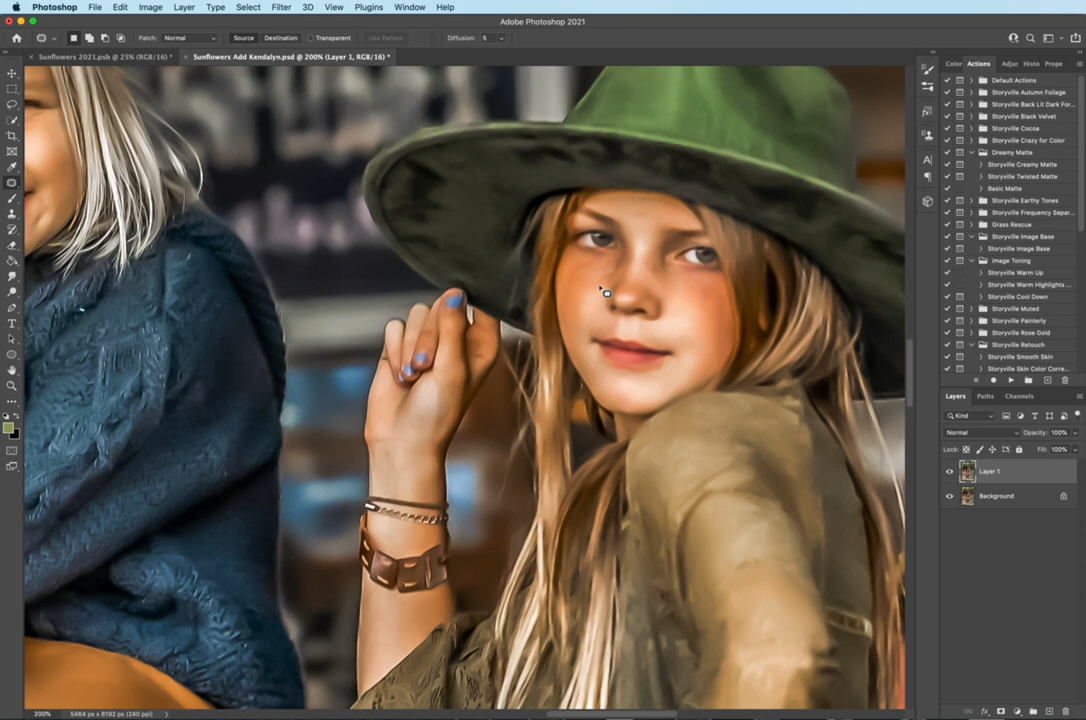 Photoshop File Edit Image Layer Type Select Filter 3D View Plugins Window Help
Adobe Photoshop 2021
Patch: Normal Source Destination Transparent Use Pattern Diffusion: 5
× Sunflowers 2021.psb @ 25% (RGB/16) * × Sunflowers Add Kendalyn.psd @ 200% (Layer 1, RGB/16) *
Color Actions Adju Histo Prope
Default Actions
Storyville Autumn Foliage
Storyville Back Lit Dark For...
Storyville Black Velvet
Storyville Cocoa
Storyville Crazy for Color
Dreamy Matte
Storyville Creamy Matte
Storyville Twisted Matte
Basic Matte
Storyville Earthy Tones
Storyville Frequency Separ...
Grass Rescue
Storyville Image Base
Storyville Image Base
Image Toning
Storyville Warm Up
Storyville Warm Highlights ...
Storyville Cool Down
Storyville Muted
Storyville Painterly
Storyville Rose Gold
Storyville Retouch
Storyville Smooth Skin
Storyville Skin Color Corre...
Layers Paths Channels
Kind
Normal Opacity: 100%
Lock: Fill: 100%
Layer 1
Background
200% 5464 px x 8192 px (240 ppi)